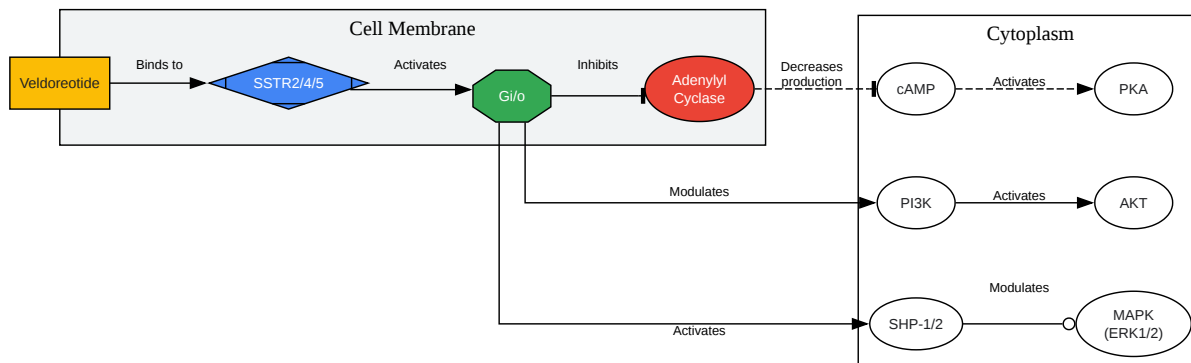 Cell Membrane
Cytoplasm
Veldoreotide
Binds to
SSTR2/4/5
Activates
Gi/o
Inhibits
Adenylyl
Cyclase
Decreases
production
cAMP
Activates
PKA
Modulates
PI3K
Activates
AKT
Activates
SHP-1/2
Modulates
MAPK
(ERK1/2)